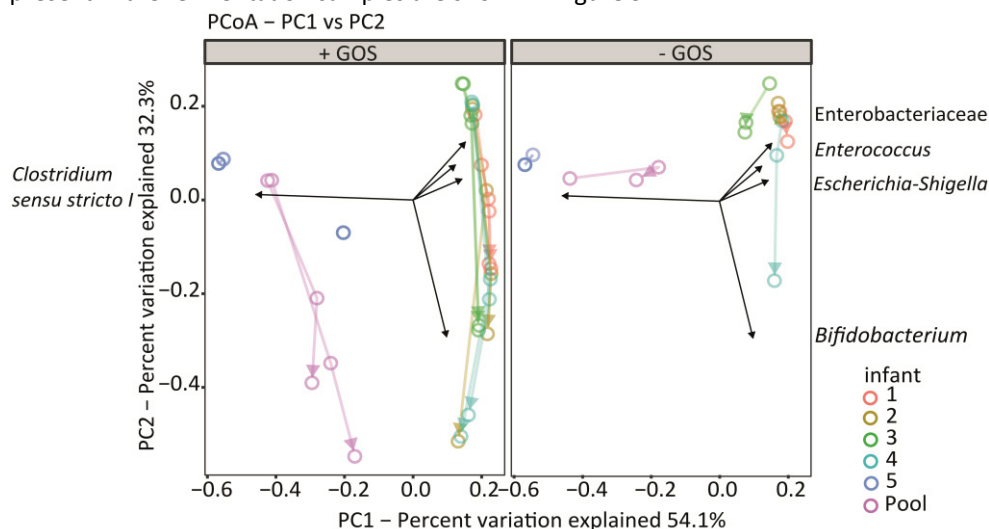 PCoA – PC1 vs PC2
+ GOS
- GOS
PC2 – Percent variation explained 32.3%
0.2
0.0
−0.2
−0.4
Clostridium
sensu stricto I
Enterobacteriaceae
Enterococcus
Escherichia-Shigella
Bifidobacterium
infant
1
2
3
4
5
Pool
−0.6 −0.4 −0.2 0.0 0.2
−0.6 −0.4 −0.2 0.0 0.2
PC1 – Percent variation explained 54.1%